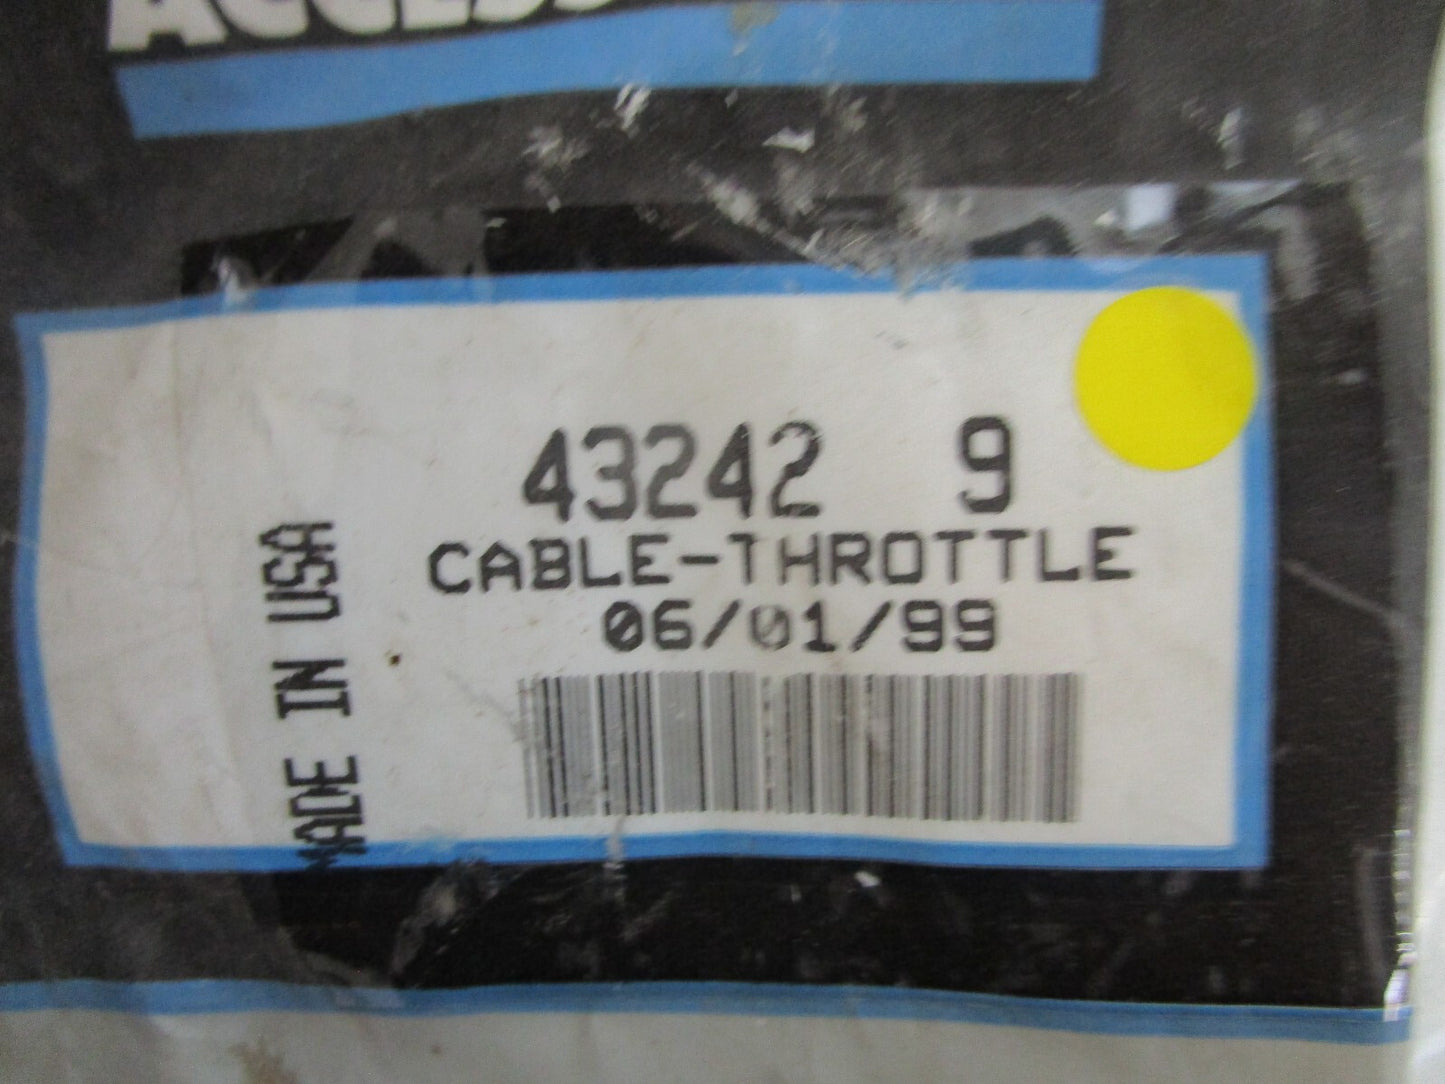 43242 9
CABLE-THROTTLE
06/01/99
MADE IN USA